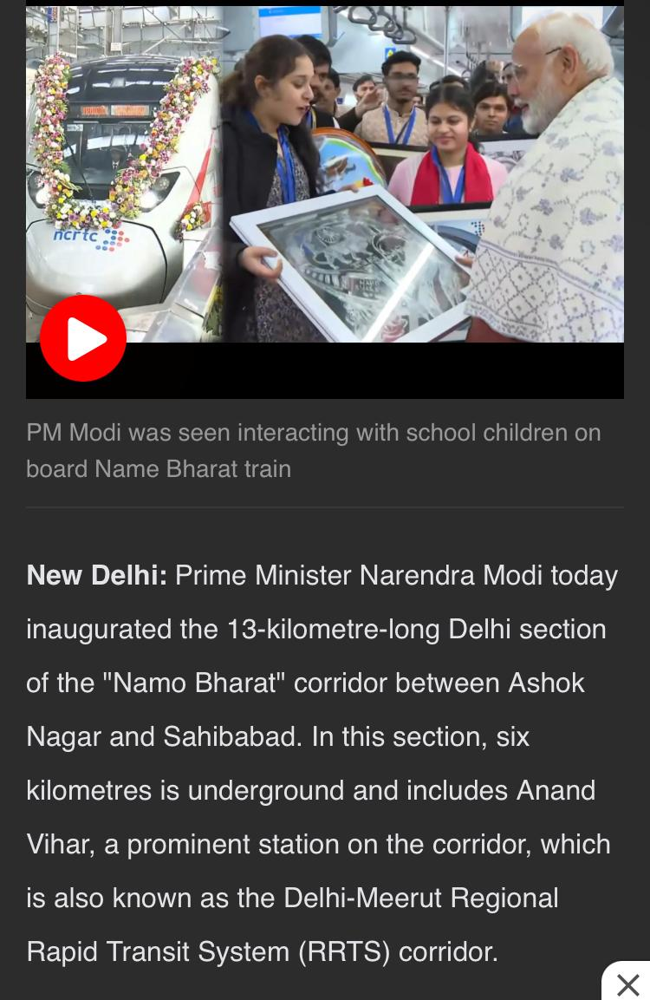 ncrtc
PM Modi was seen interacting with school children on
board Name Bharat train
New Delhi: Prime Minister Narendra Modi today
inaugurated the 13-kilometre-long Delhi section
of the "Namo Bharat" corridor between Ashok
Nagar and Sahibabad. In this section, six
kilometres is underground and includes Anand
Vihar, a prominent station on the corridor, which
is also known as the Delhi-Meerut Regional
Rapid Transit System (RRTS) corridor.